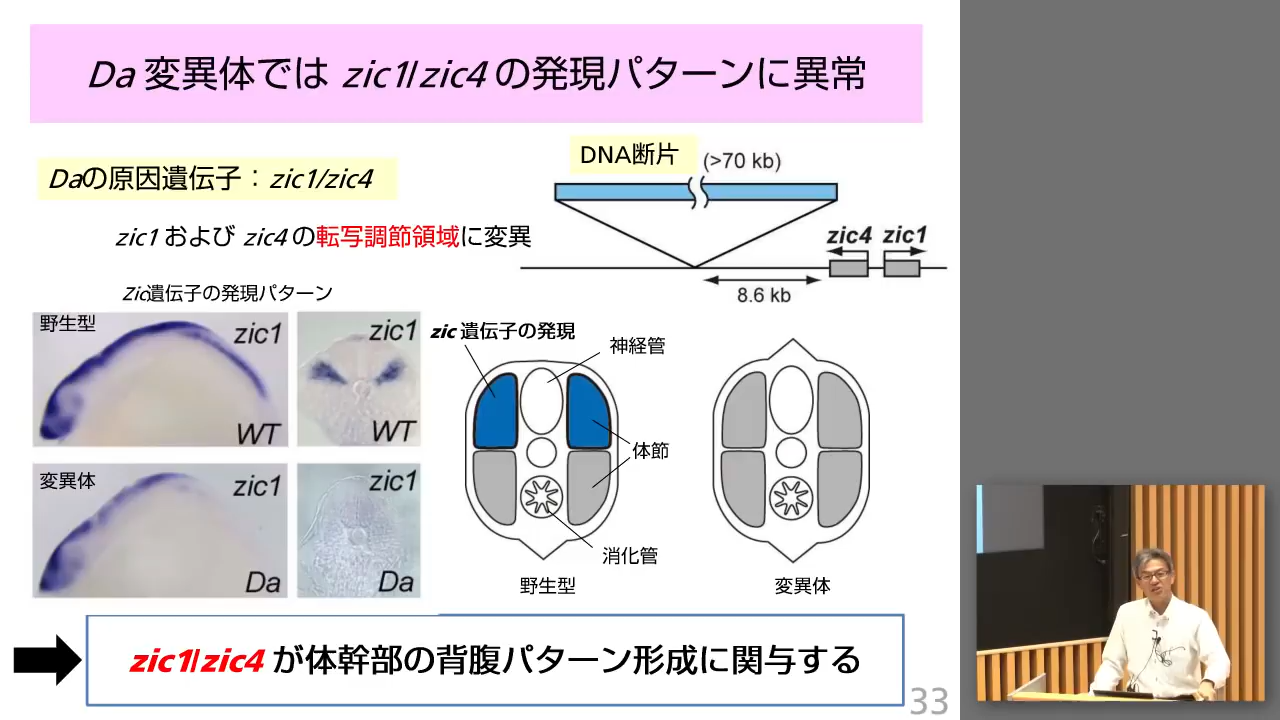 Da 変異体では zic1/zic4 の発現パターンに異常
Daの原因遺伝子：zic1/zic4
zic1 および zic4 の転写調節領域に変異
DNA断片
(>70 kb)
zic4 zic1
8.6 kb
Zic遺伝子の発現パターン
野生型
zic1
WT
zic1
WT
変異体
zic1
Da
zic1
Da
zic 遺伝子の発現
神経管
体節
消化管
野生型
変異体
zic1/zic4 が体幹部の背腹パターン形成に関与する
33